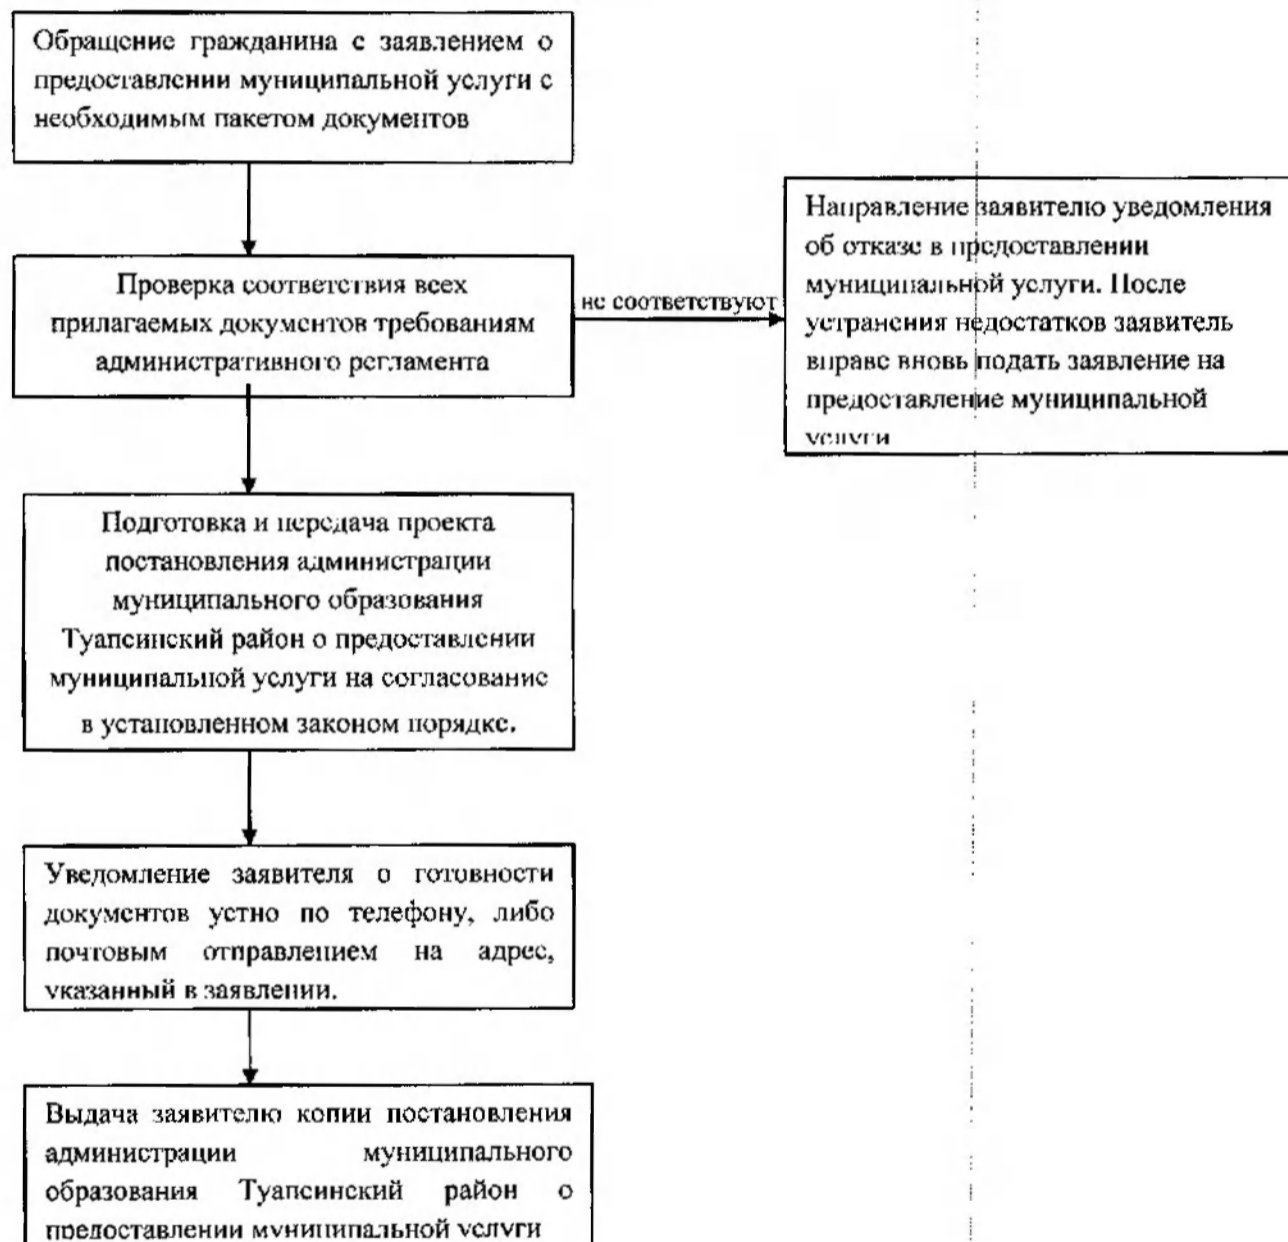 Обращение гражданина с заявлением о
предоставлении муниципальной услуги с
необходимым пакетом документов
Проверка соответствия всех
прилагаемых документов требованиям
административного регламента
не соответствуют
Направление заявителю уведомления
об отказе в предоставлении
муниципальной услуги. После
устранения недостатков заявитель
вправе вновь подать заявление на
предоставление муниципальной
услуги
Подготовка и передача проекта
постановления администрации
муниципального образования
Туапсинский район о предоставлении
муниципальной услуги на согласование
в установленном законом порядке.
Уведомление заявителя о готовности
документов устно по телефону, либо
почтовым отправлением на адрес,
указанный в заявлении.
Выдача заявителю копии постановления
администрации муниципального
образования Туапсинский район о
предоставлении муниципальной услуги